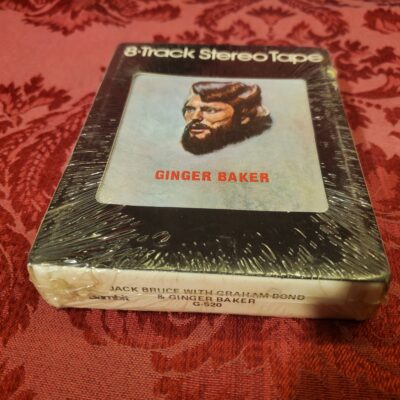 8·Track Stereo Tape
GINGER BAKER
JACK BRUCE WITH GRAHAM BOND
Gambit & GINGER BAKER
G-520